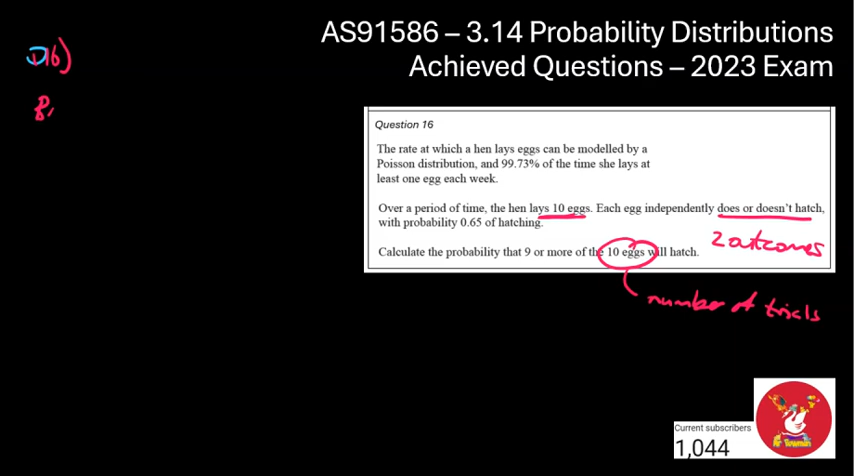 AS91586 – 3.14 Probability Distributions
Achieved Questions – 2023 Exam
16)
Question 16
The rate at which a hen lays eggs can be modelled by a
Poisson distribution, and 99.73% of the time she lays at
least one egg each week.
Over a period of time, the hen lays 10 eggs. Each egg independently does or doesn't hatch,
with probability 0.65 of hatching.
2 outcomes
Calculate the probability that 9 or more of the 10 eggs will hatch.
number of trials
Current subscribers
1,044